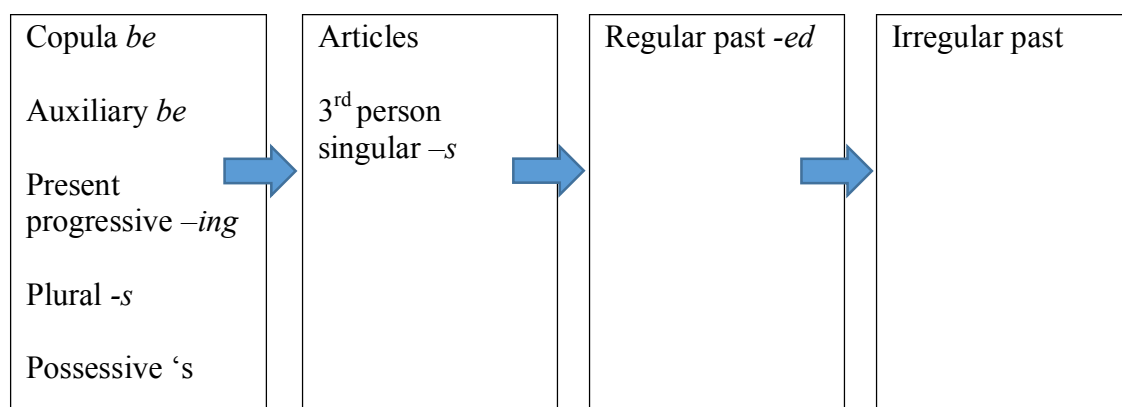 Copula be
Auxiliary be
Present
progressive –ing
Plural -s
Possessive ‘s
Articles
3rd person
singular –s
Regular past -ed
Irregular past